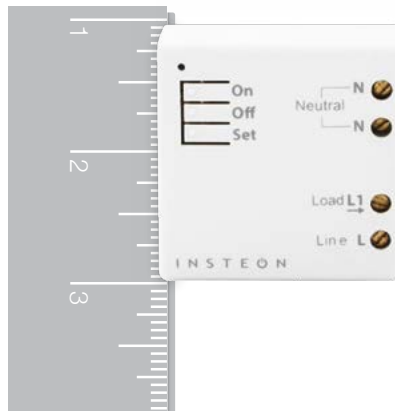 1
On
Off
Set
N
Neutral
N
2
Load L1
Line L
INSTEON
3